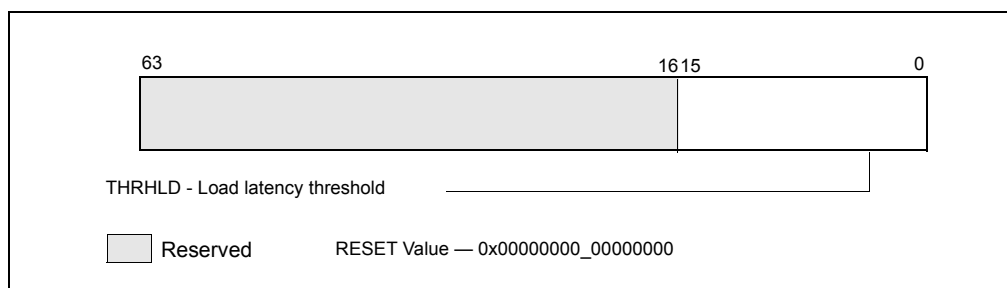 63 16 15 0
THRHLD - Load latency threshold
Reserved RESET Value — 0x00000000_00000000